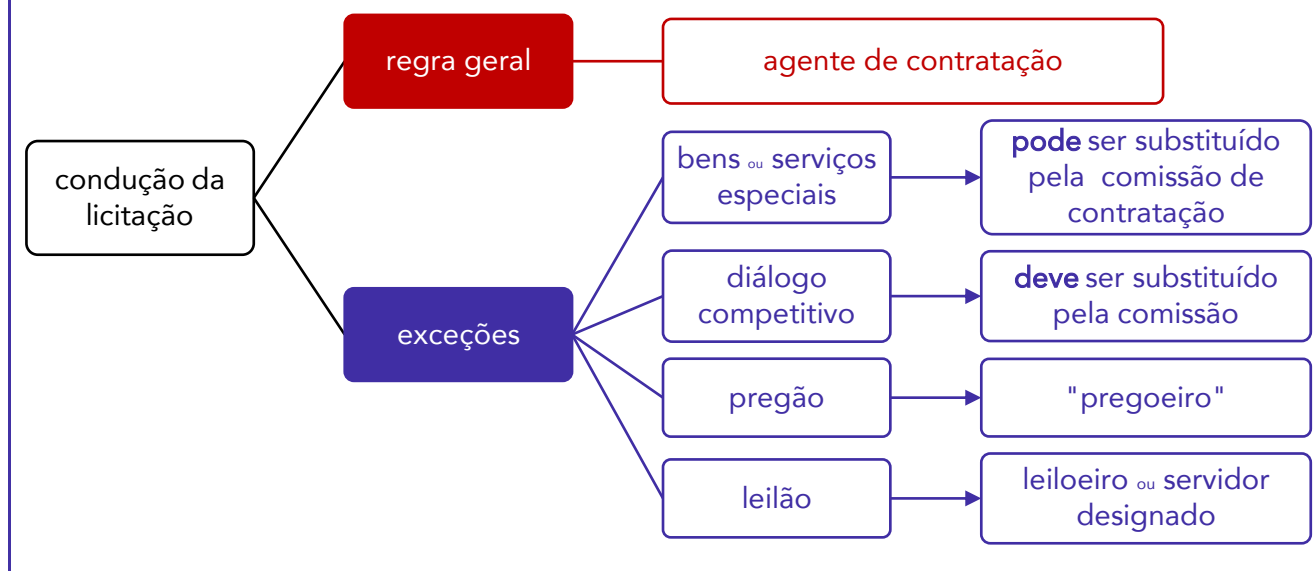 condução da
licitação
regra geral
agente de contratação
exceções
bens ou serviços
especiais
pode ser substituído
pela comissão de
contratação
diálogo
competitivo
deve ser substituído
pela comissão
pregão
"pregoeiro"
leilão
leiloeiro ou servidor
designado